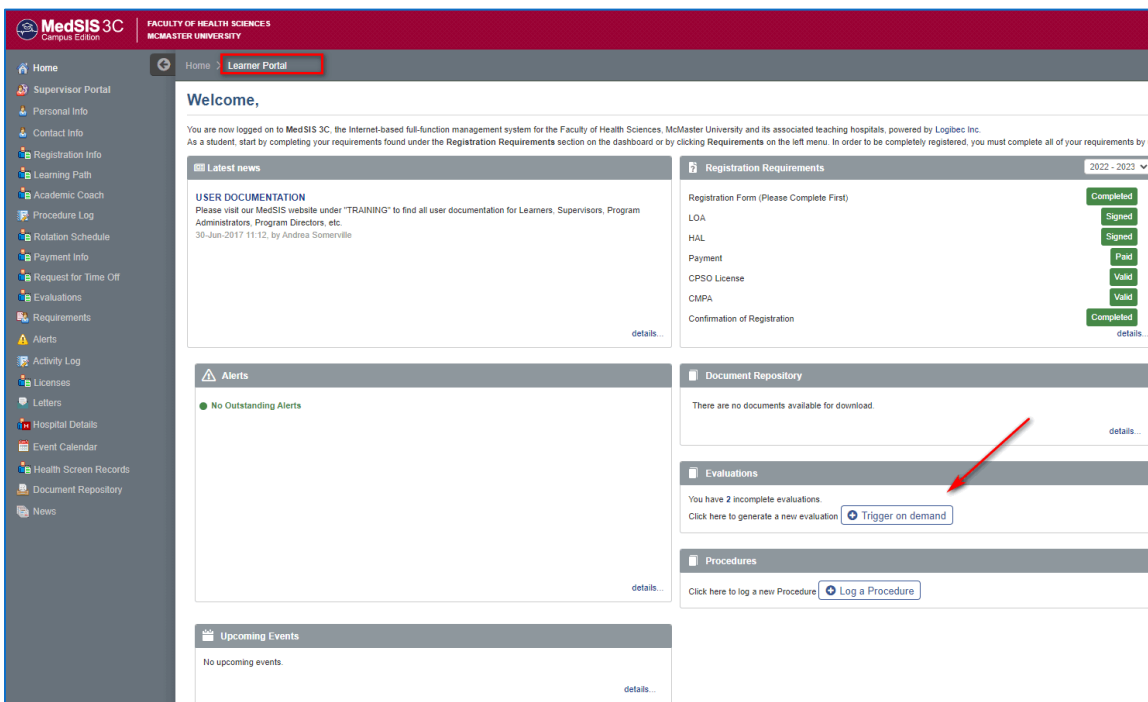 MedSIS 3C
Campus Edition
FACULTY OF HEALTH SCIENCES
MCMASTER UNIVERSITY
Home
Supervisor Portal
Personal Info
Contact Info
Registration Info
Learning Path
Academic Coach
Procedure Log
Rotation Schedule
Payment Info
Request for Time Off
Evaluations
Requirements
Alerts
Activity Log
Licenses
Letters
Hospital Details
Event Calendar
Health Screen Records
Document Repository
News
Home > Learner Portal
Welcome,
You are now logged on to MedSIS 3C, the Internet-based full-function management system for the Faculty of Health Sciences, McMaster University and its associated teaching hospitals, powered by Logibec Inc.
As a student, start by completing your requirements found under the Registration Requirements section on the dashboard or by clicking Requirements on the left menu. In order to be completely registered, you must complete all of your requirements by
Latest news
USER DOCUMENTATION
Please visit our MedSIS website under "TRAINING" to find all user documentation for Learners, Supervisors, Program
Administrators, Program Directors, etc.
30-Jun-2017 11:12, by Andrea Somerville
details...
Registration Requirements
2022 - 2023
Registration Form (Please Complete First) Completed
LOA Signed
HAL Signed
Payment Paid
CPSO License Valid
CMPA Valid
Confirmation of Registration Completed
details...
Alerts
No Outstanding Alerts
details...
Document Repository
There are no documents available for download.
details...
Evaluations
You have 2 incomplete evaluations.
Click here to generate a new evaluation Trigger on demand
Procedures
Click here to log a new Procedure Log a Procedure
Upcoming Events
No upcoming events.
details...